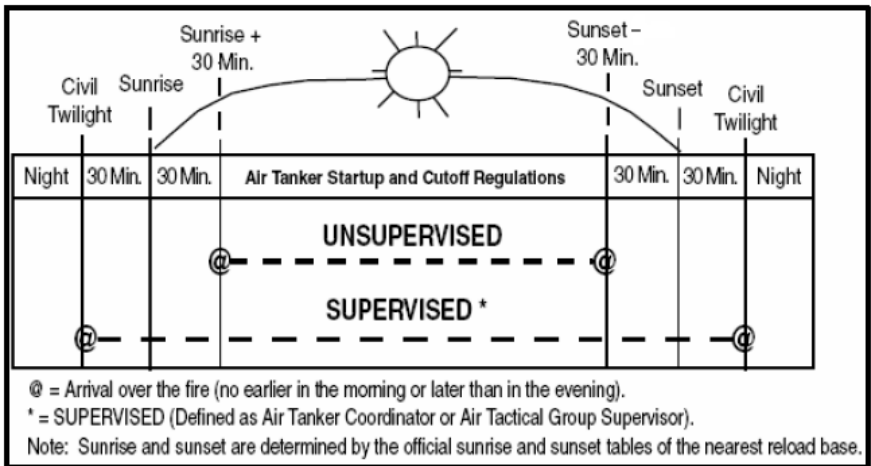 Sunrise + Sunset –
30 Min. 30 Min.
Civil Sunrise Sunset Civil
Twilight Twilight
Night 30 Min. 30 Min. Air Tanker Startup and Cutoff Regulations 30 Min. 30 Min. Night
UNSUPERVISED
@ @
SUPERVISED *
@ @
@ = Arrival over the fire (no earlier in the morning or later than in the evening).
* = SUPERVISED (Defined as Air Tanker Coordinator or Air Tactical Group Supervisor).
Note: Sunrise and sunset are determined by the official sunrise and sunset tables of the nearest reload base.